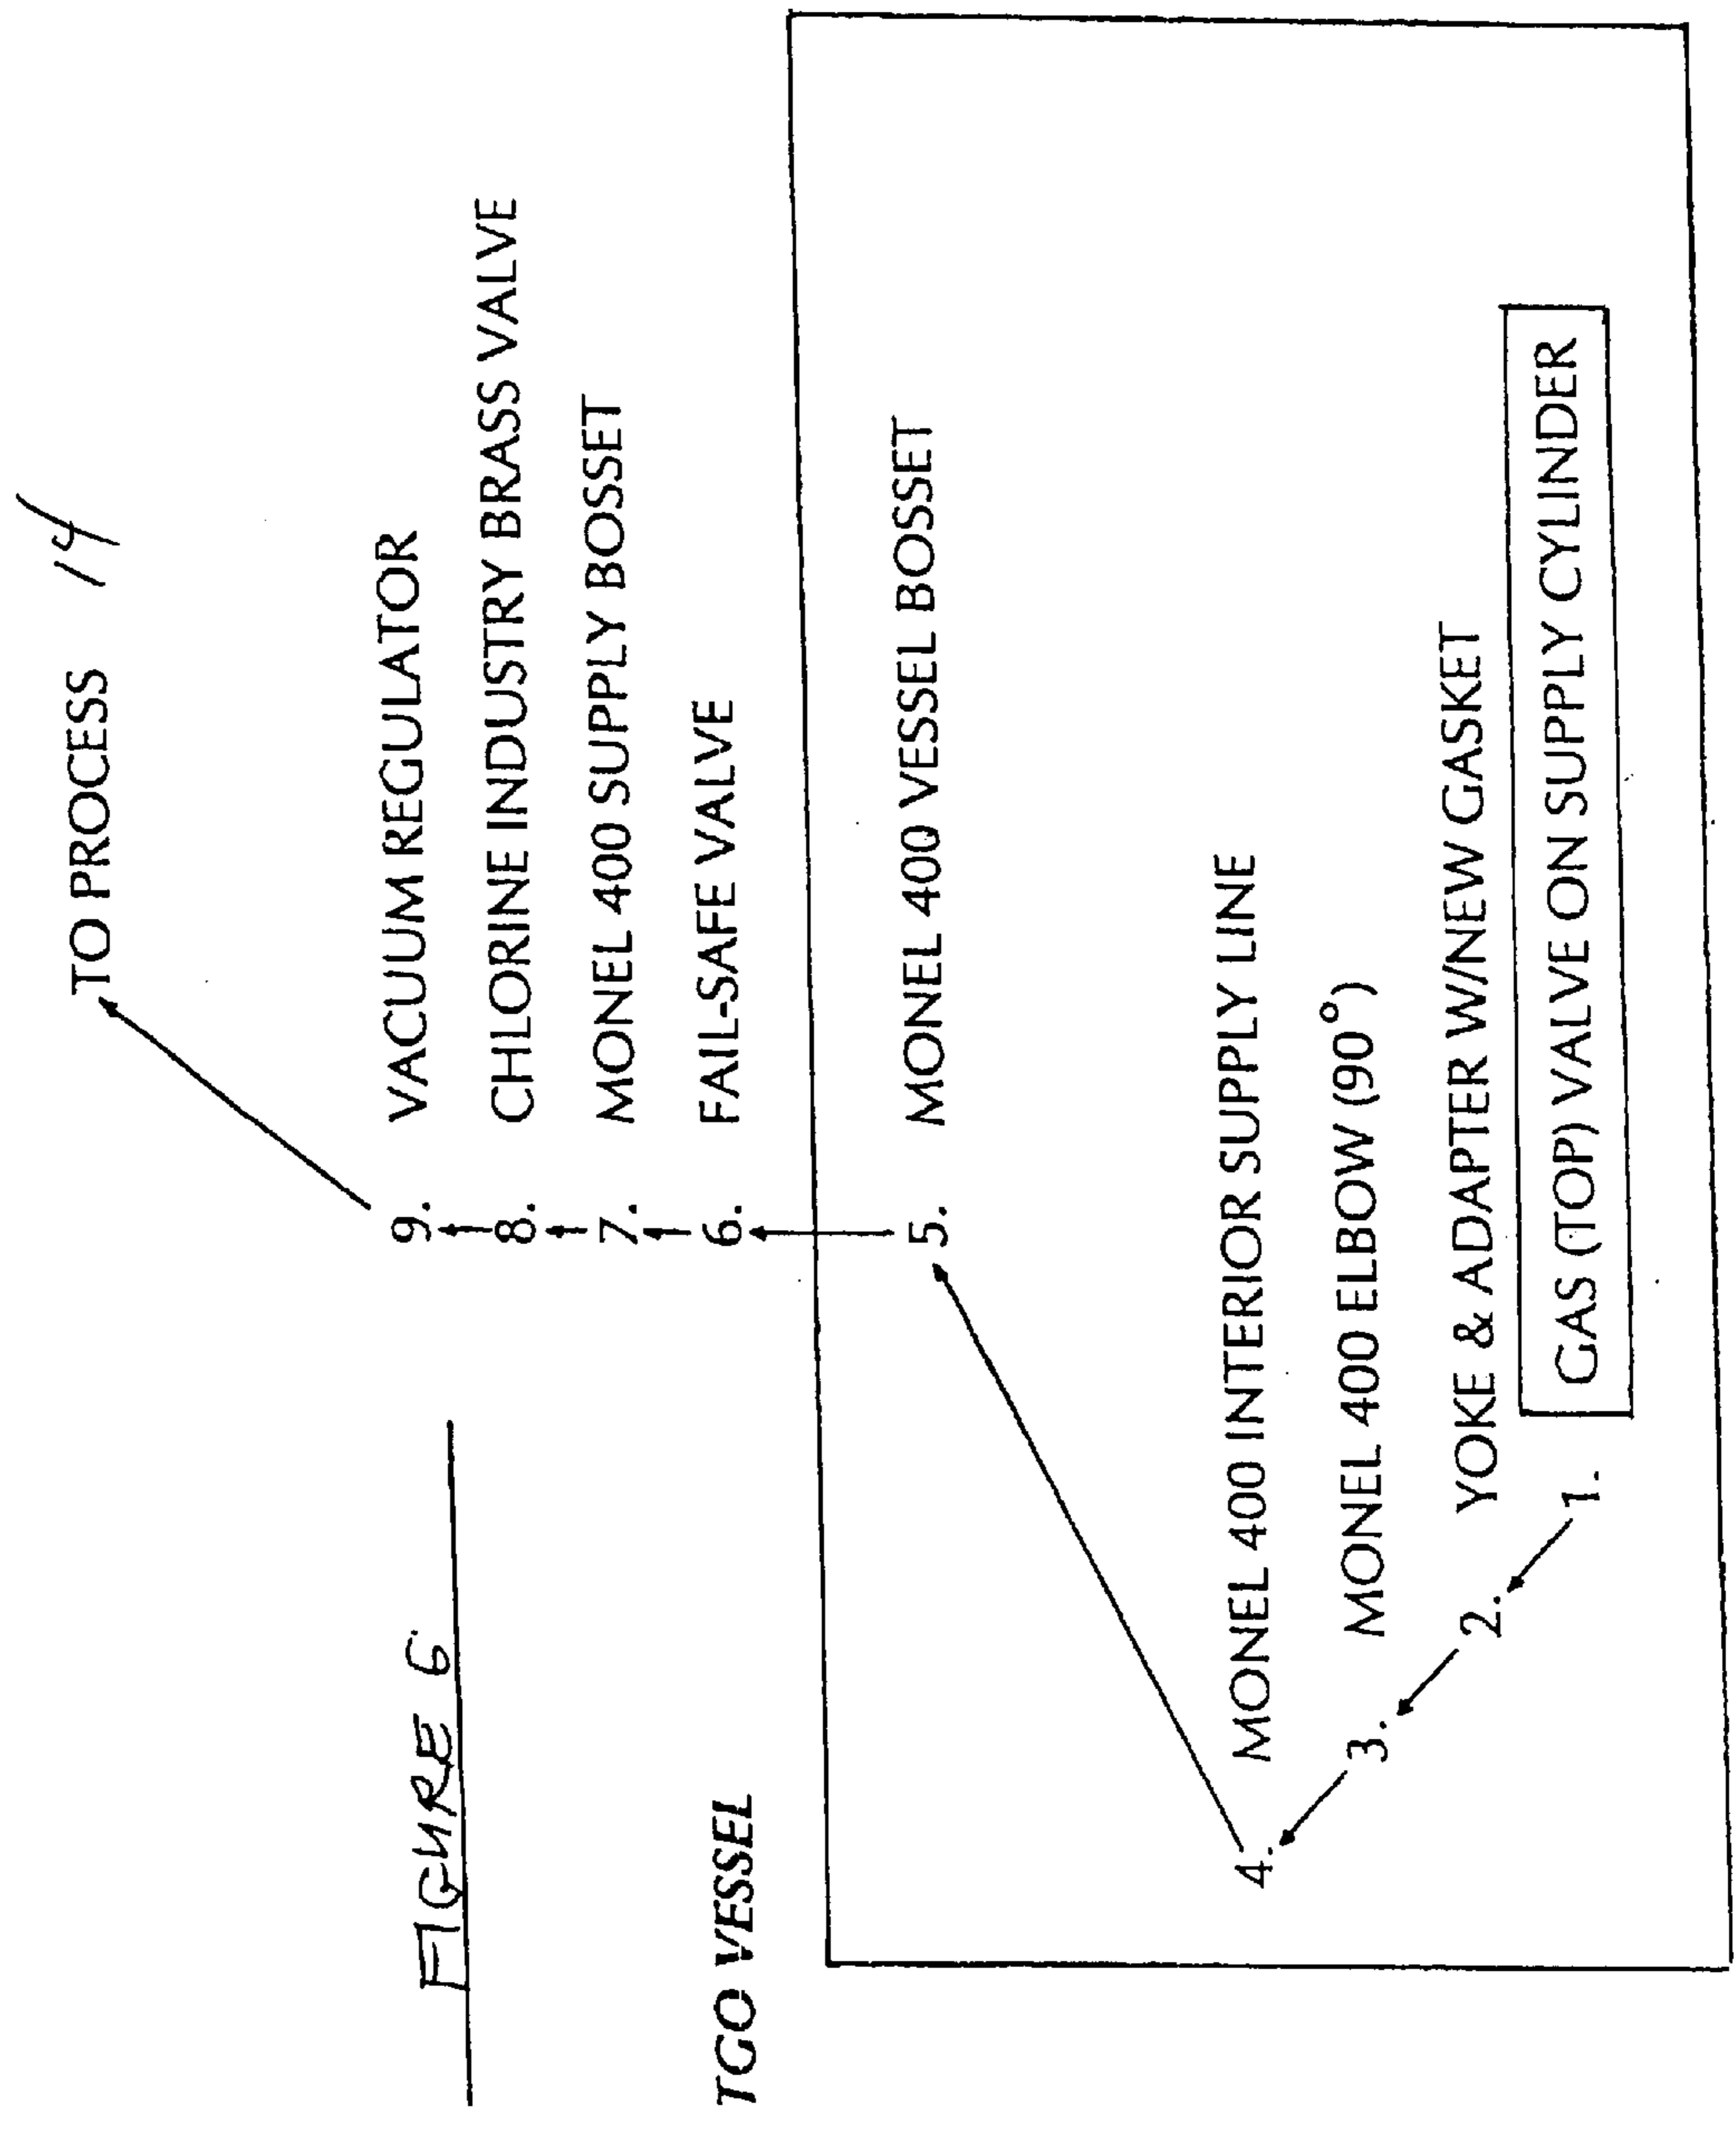 TO PROCESS 14
FIGURE 6
9. VACUUM REGULATOR
8. CHLORINE INDUSTRY BRASS VALVE
7. MONEL 400 SUPPLY BOSSET
TGO VESSEL
6. FAIL-SAFE VALVE
5. MONEL 400 VESSEL BOSSET
4. MONEL 400 INTERIOR SUPPLY LINE
3. MONEL 400 ELBOW (90°)
2. YOKE & ADAPTER W/NEW GASKET
1. GAS (TOP) VALVE ON SUPPLY CYLINDER